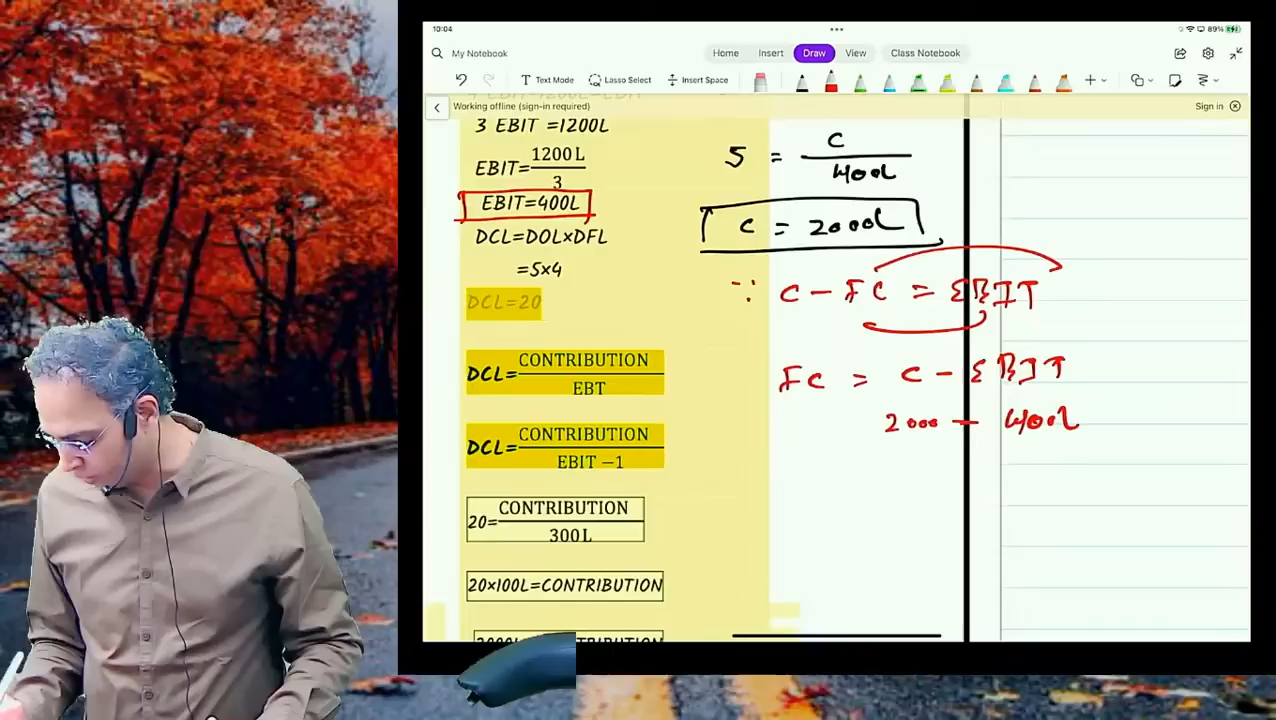 10:04
89%
My Notebook
Home Insert Draw View Class Notebook
Text Mode Lasso Select Insert Space
Working offline (sign-in required)
Sign in
3 EBIT =1200L
EBIT=1200L/3
EBIT=400L
DCL=DOL×DFL
=5×4
DCL=20
DCL=CONTRIBUTION/EBT
DCL=CONTRIBUTION/EBIT −1
20=CONTRIBUTION/300L
20×100L=CONTRIBUTION
5 = C/400L
C = 2000L
∵ C − FC = EBIT
FC = C − EBIT
2000 − 400L